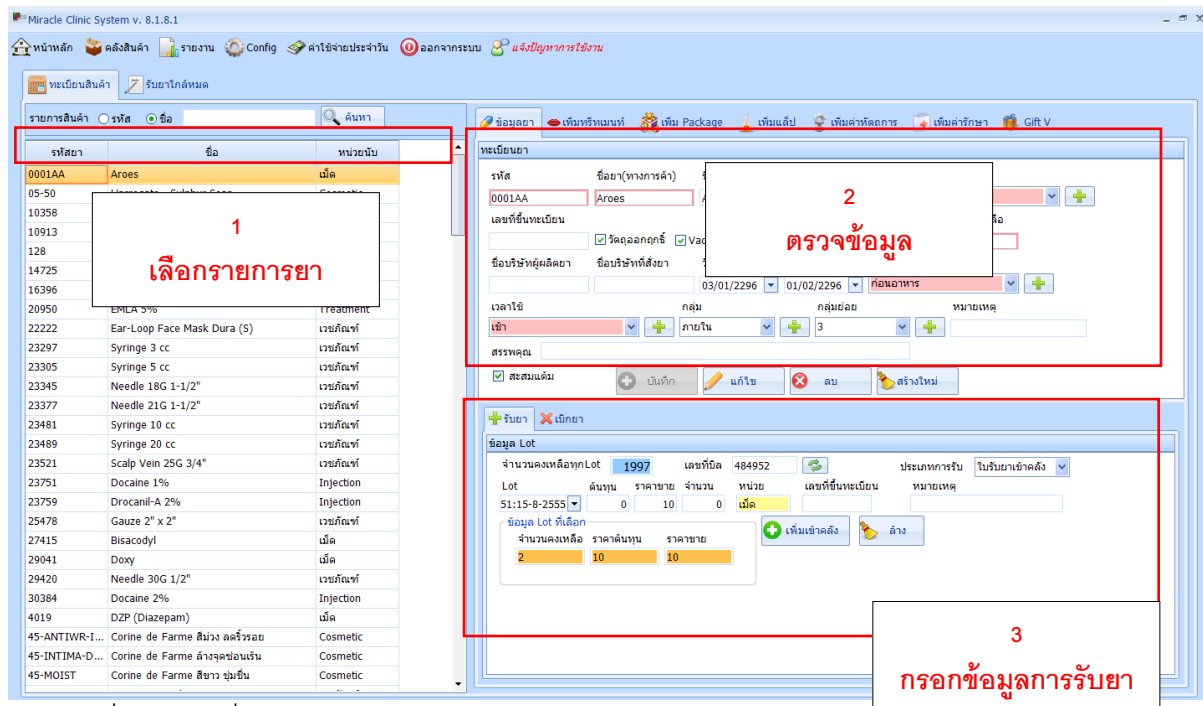 Miracle Clinic System v. 8.1.8.1
หน้าหลัก คลังสินค้า รายงาน Config ค่าใช้จ่ายประจำวัน ออกจากระบบ แจ้งปัญหาการใช้งาน
ทะเบียนสินค้า รับยาใกล้หมด
รายการสินค้า รหัส ชื่อ ค้นหา
รหัสยา ชื่อ หน่วยนับ
0001AA Aroes เม็ด
05-50
10358
10913
128
14725
16396
20950 EMLA 5% Treatment
22222 Ear-Loop Face Mask Dura (S) เวชภัณฑ์
23297 Syringe 3 cc เวชภัณฑ์
23305 Syringe 5 cc เวชภัณฑ์
23345 Needle 18G 1-1/2" เวชภัณฑ์
23377 Needle 21G 1-1/2" เวชภัณฑ์
23481 Syringe 10 cc เวชภัณฑ์
23489 Syringe 20 cc เวชภัณฑ์
23521 Scalp Vein 25G 3/4" เวชภัณฑ์
23751 Docaine 1% Injection
23759 Drocanil-A 2% Injection
25478 Gauze 2" x 2" เวชภัณฑ์
27415 Bisacodyl เม็ด
29041 Doxy เม็ด
29420 Needle 30G 1/2" เวชภัณฑ์
30384 Docaine 2% Injection
4019 DZP (Diazepam) เม็ด
45-ANTIWR-I... Corine de Farme สีม่วง ลดริ้วรอย Cosmetic
45-INTIMA-D... Corine de Farme ล้างจุดซ่อนเร้น Cosmetic
45-MOIST Corine de Farme สีขาว ชุ่มชื่น Cosmetic
1
เลือกรายการยา
ข้อมูลยา เพิ่มทรีทเมนท์ เพิ่ม Package เพิ่มแล็ป เพิ่มค่าหัตถการ เพิ่มค่ารักษา Gift V
ทะเบียนยา
รหัส ชื่อยา(ทางการค้า)
0001AA Aroes
เลขที่ขึ้นทะเบียน
วัตถุออกฤทธิ์ Vac
ชื่อบริษัทผู้ผลิตยา ชื่อบริษัทที่สั่งยา
03/01/2296 01/02/2296 ก่อนอาหาร
เวลาใช้ กลุ่ม กลุ่มย่อย หมายเหตุ
เช้า ภายใน 3
สรรพคุณ
สะสมแต้ม บันทึก แก้ไข ลบ สร้างใหม่
2
ตรวจข้อมูล
รับยา เบิกยา
ข้อมูล Lot
จำนวนคงเหลือทุกLot 1997 เลขที่บิล 484952 ประเภทการรับ ใบรับยาเข้าคลัง
Lot ต้นทุน ราคาขาย จำนวน หน่วย เลขที่ขึ้นทะเบียน หมายเหตุ
51:15-8-2555 0 10 0 เม็ด
ข้อมูล Lot ที่เลือก เพิ่มเข้าคลัง ล้าง
จำนวนคงเหลือ ราคาต้นทุน ราคาขาย
2 10 10
3
กรอกข้อมูลการรับยา